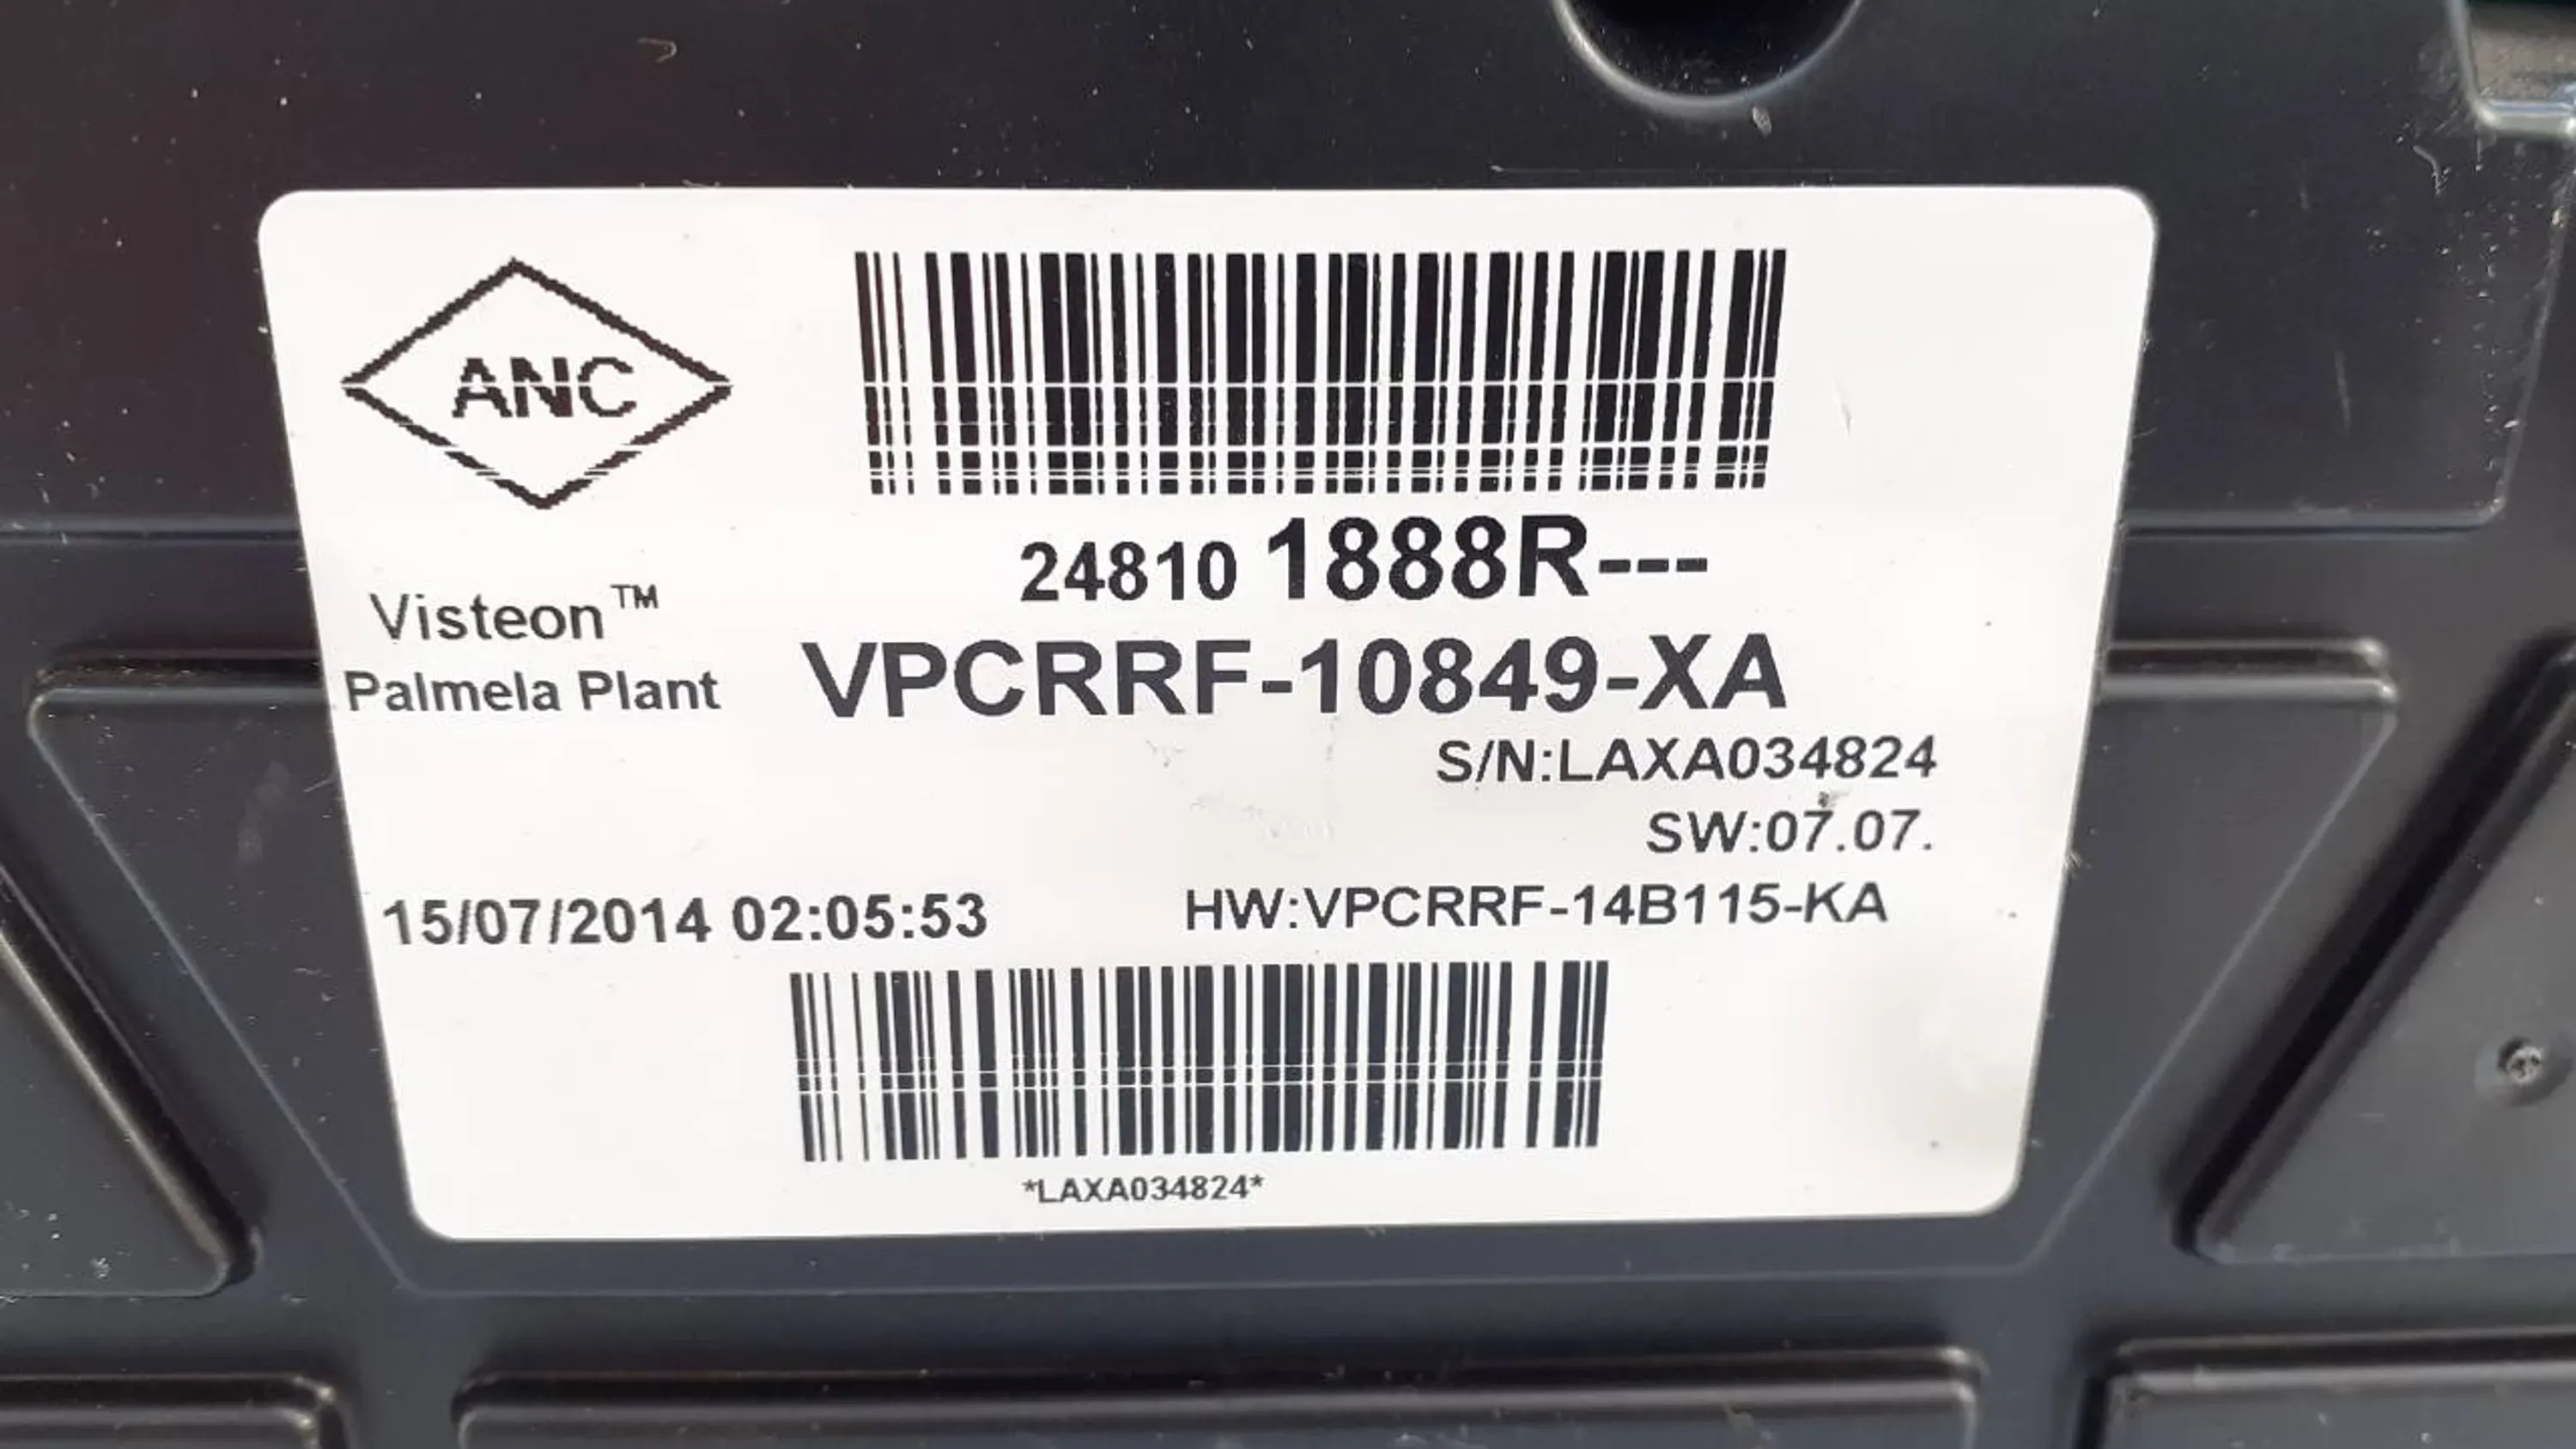 ANC
24810 1888R---
Visteon™
Palmela Plant
VPCRRF-10849-XA
S/N:LAXA034824
SW:07.07.
15/07/2014 02:05:53
HW:VPCRRF-14B115-KA
*LAXA034824*